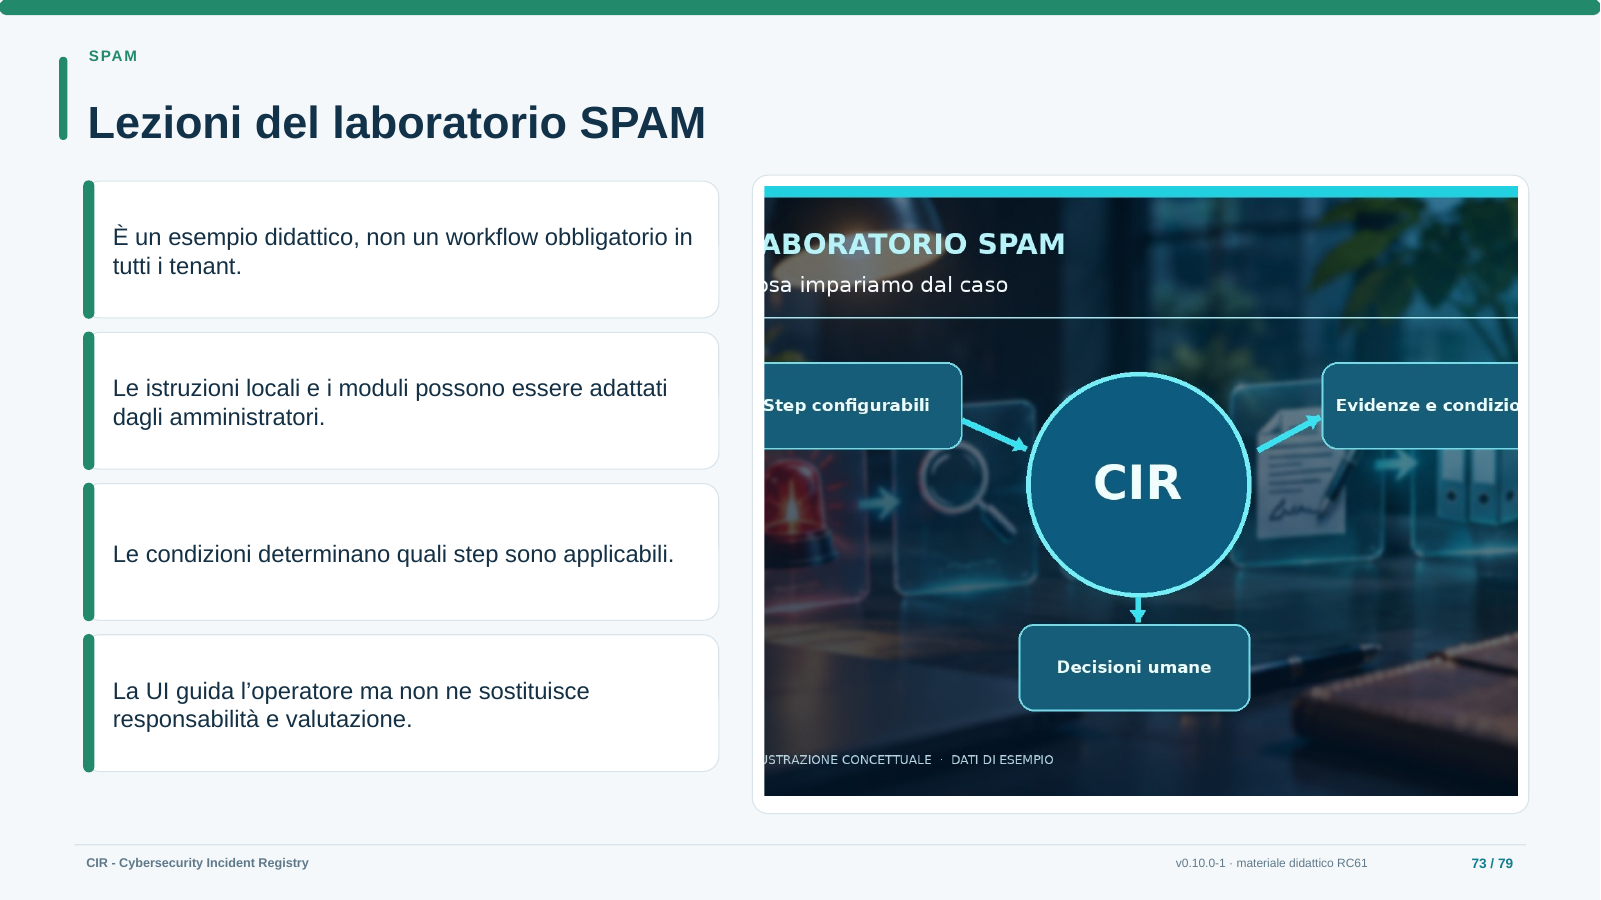 SPAM
Lezioni del laboratorio SPAM
È un esempio didattico, non un workflow obbligatorio in
tutti i tenant.
Le istruzioni locali e i moduli possono essere adattati
dagli amministratori.
Le condizioni determinano quali step sono applicabili.
La UI guida l’operatore ma non ne sostituisce
responsabilità e valutazione.
ABORATORIO SPAM
osa impariamo dal caso
Step configurabili
Evidenze e condizio
CIR
Decisioni umane
USTRAZIONE CONCETTUALE · DATI DI ESEMPIO
CIR - Cybersecurity Incident Registry
v0.10.0-1 · materiale didattico RC61
73 / 79